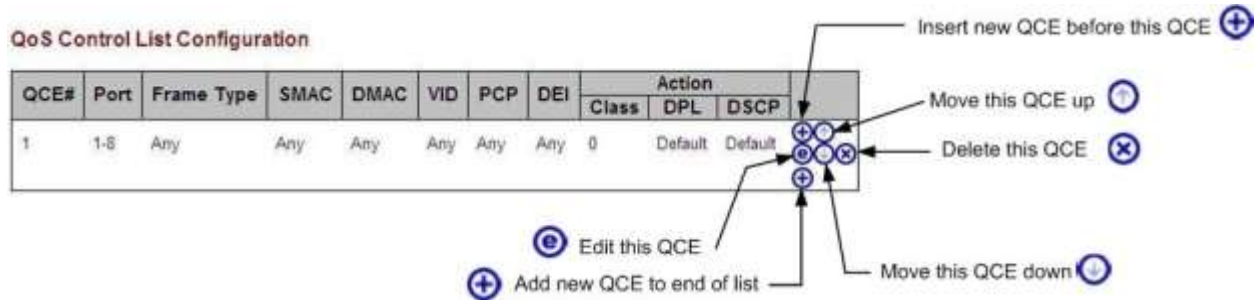 Insert new QCE before this QCE
QoS Control List Configuration
QCE# Port Frame Type SMAC DMAC VID PCP DEI Action
Class DPL DSCP
Move this QCE up
1 1-8 Any Any Any Any Any Any 0 Default Default
e
Delete this QCE
e Edit this QCE
Add new QCE to end of list
Move this QCE down